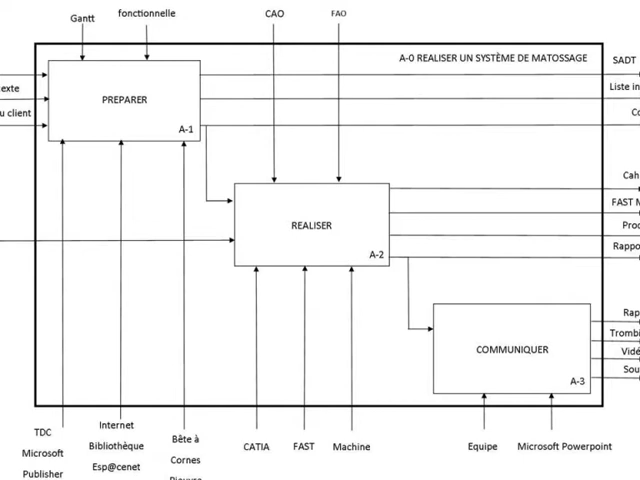 Gantt
fonctionnelle
CAO
FAO
A-0 REALISER UN SYSTÈME DE MATOSSAGE
SADT
Liste in
Co
texte
u client
PREPARER
A-1
Cah
FAST M
Prod
Rappo
REALISER
A-2
Rap
Trombi
Vidé
Sou
COMMUNIQUER
A-3
TDC
Microsoft
Publisher
Internet
Bibliothèque
Esp@cenet
Bête à
Cornes
CATIA
FAST
Machine
Equipe
Microsoft Powerpoint